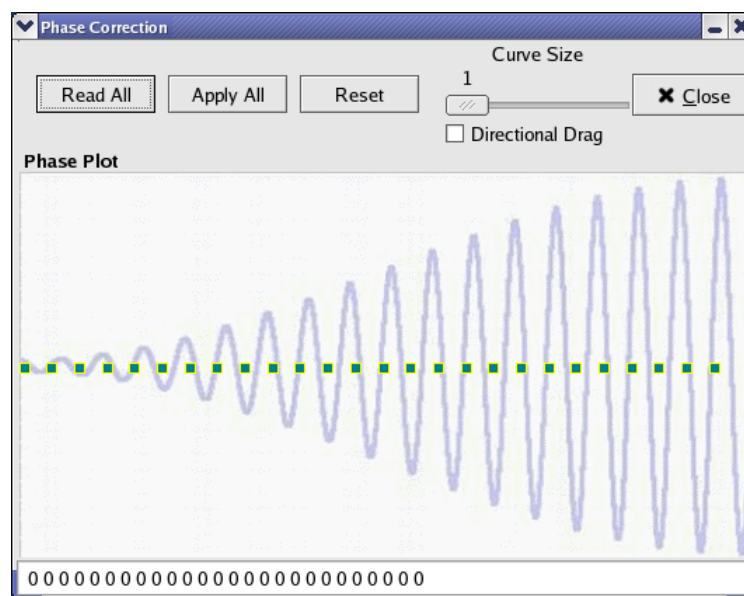 Phase Correction
Curve Size
1
Read All Apply All Reset Close
Directional Drag
Phase Plot
0 0 0 0 0 0 0 0 0 0 0 0 0 0 0 0 0 0 0 0 0 0 0 0 0 0